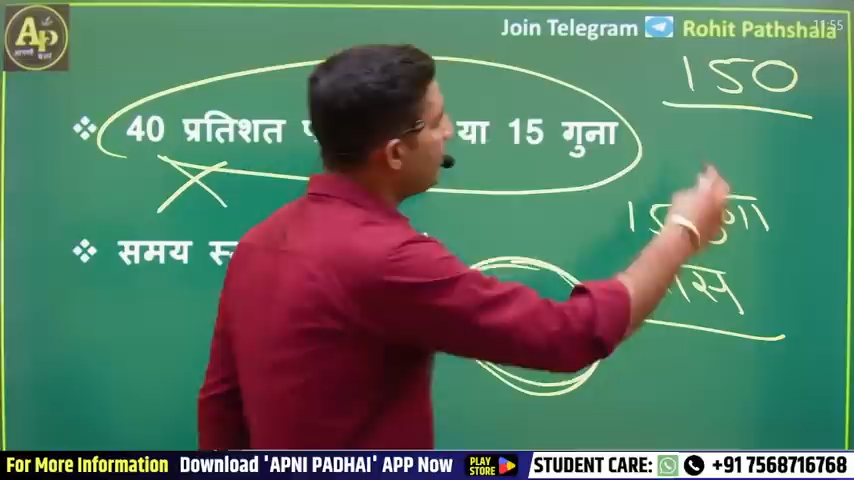 Join Telegram Rohit Pathshala
11:55
AP
150
40 प्रतिशत या 15 गुना
समय
For More Information Download 'APNI PADHAI' APP Now PLAY STORE STUDENT CARE: +91 7568716768